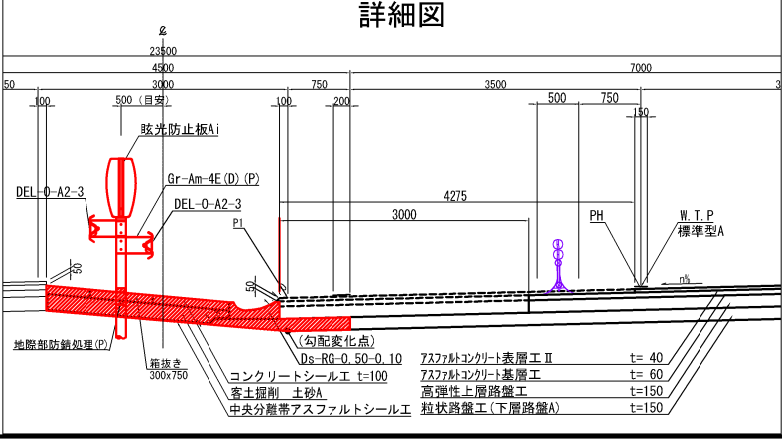 詳細図
℄
23500
4500
7000
50
3000
750
3500
3
100
500 (目安)
100
200
500
750
150
眩光防止板Ai
DEL-O-A2-3
Gr-Am-4E(D)(P)
DEL-O-A2-3
4275
3000
P1
PH
W.T.P
標準型A
50
50
n%
地際部防錆処理(P)
箱抜き
300x750
(勾配変化点)
Ds-RG-0.50-0.10
コンクリートシール工 t=100
客土掘削 土砂A
中央分離帯アスファルトシール工
アスファルトコンクリート表層工Ⅱ t= 40
アスファルトコンクリート基層工 t= 60
高弾性上層路盤工 t=150
粒状路盤工(下層路盤A) t=150